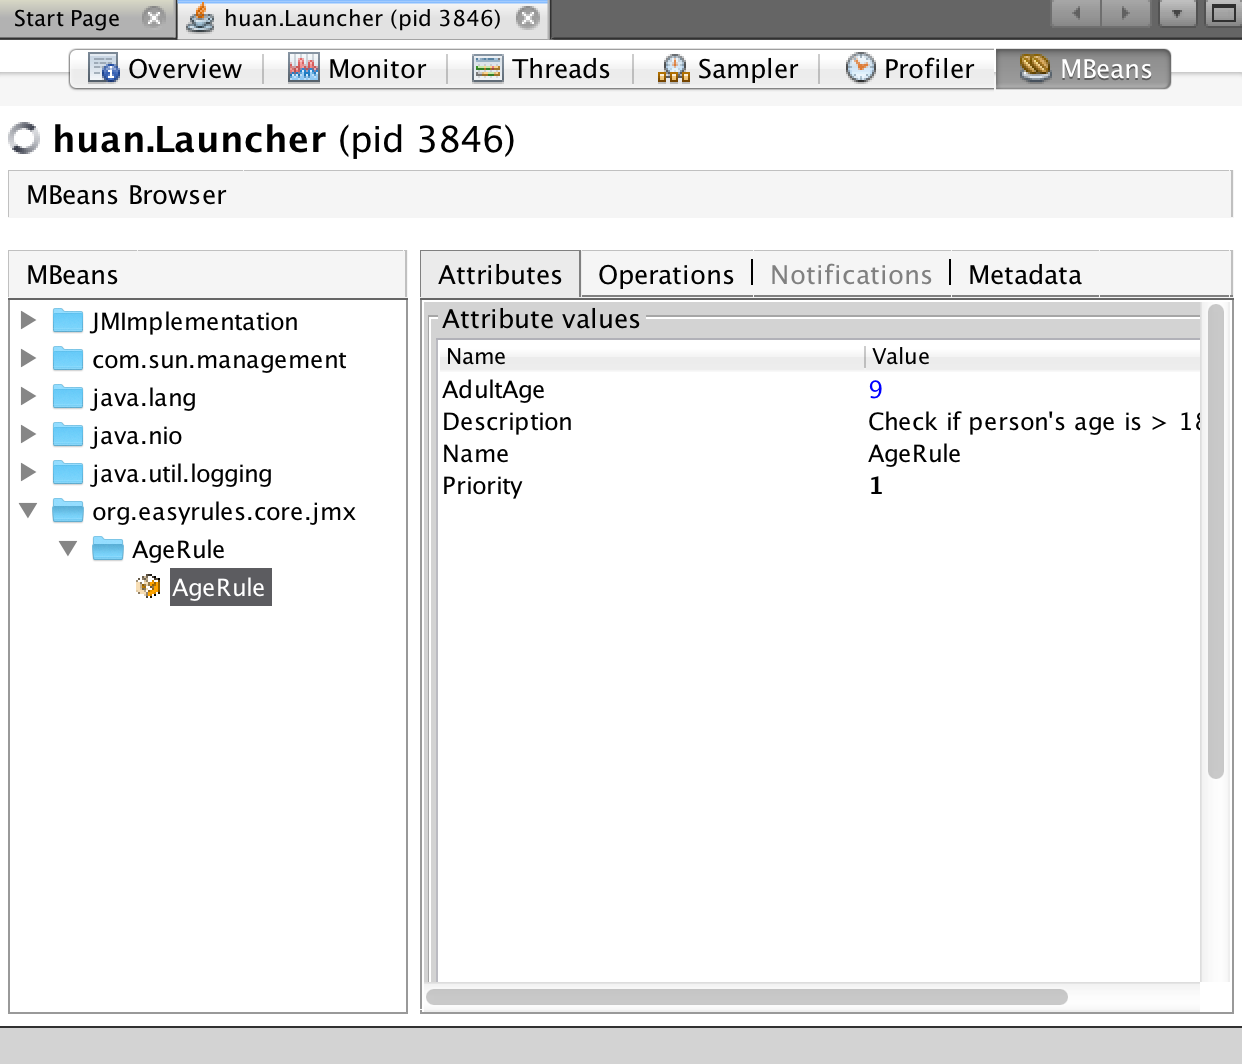 Start Page
huan.Launcher (pid 3846)
Overview
Monitor
Threads
Sampler
Profiler
MBeans
huan.Launcher (pid 3846)
MBeans Browser
MBeans
JMImplementation
com.sun.management
java.lang
java.nio
java.util.logging
org.easyrules.core.jmx
AgeRule
AgeRule
Attributes
Operations
Notifications
Metadata
Attribute values
Name Value
AdultAge 9
Description Check if person's age is > 18
Name AgeRule
Priority 1